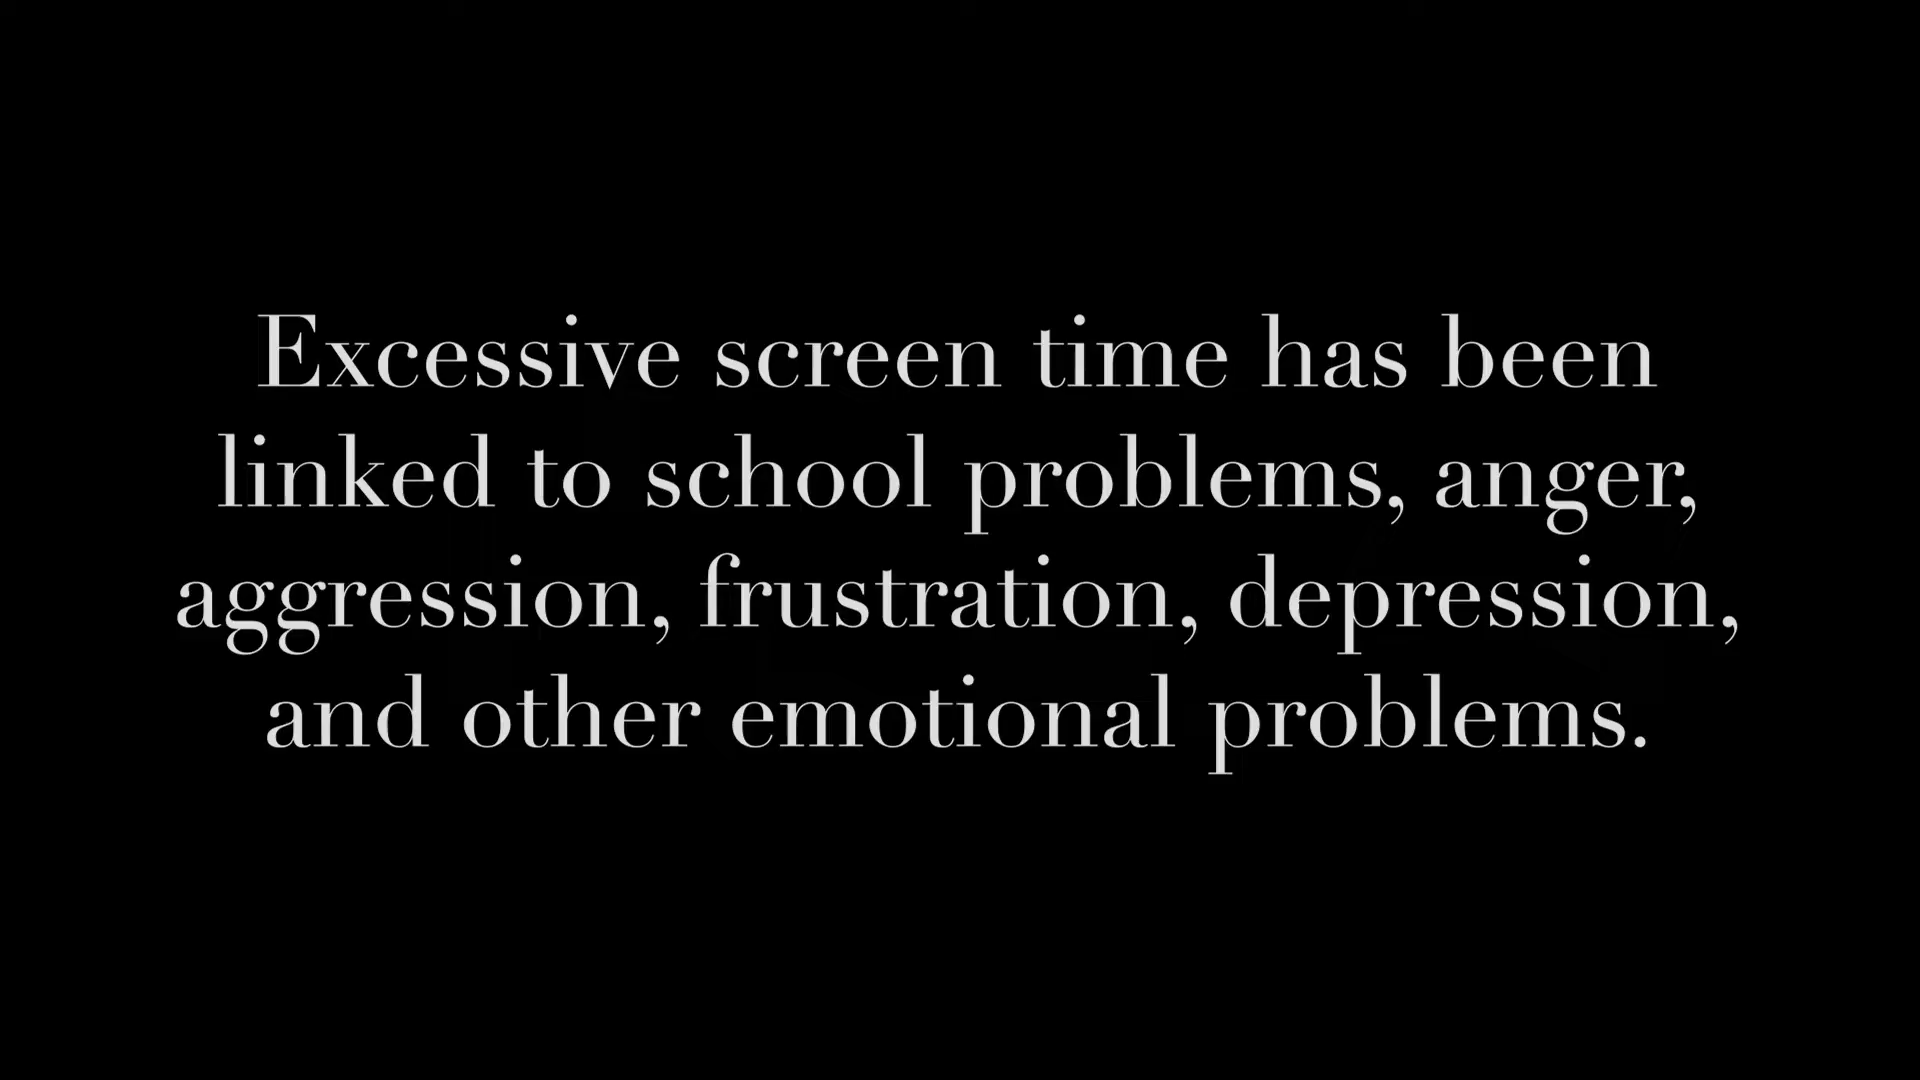 Excessive screen time has been
linked to school problems, anger,
aggression, frustration, depression,
and other emotional problems.